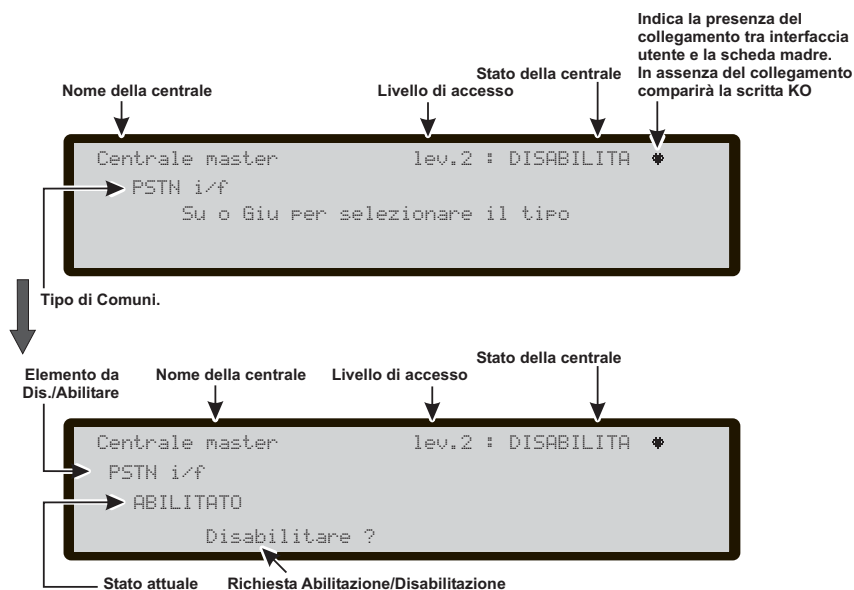 Indica la presenza del
collegamento tra interfaccia
utente e la scheda madre.
In assenza del collegamento
comparirà la scritta KO
Stato della centrale
Nome della centrale
Livello di accesso
Centrale master lev.2 : DISABILITA ♥
PSTN i/f
Su o Giu per selezionare il tipo
Tipo di Comuni.
Elemento da
Dis./Abilitare
Nome della centrale
Livello di accesso
Stato della centrale
Centrale master lev.2 : DISABILITA ♥
PSTN i/f
ABILITATO
Disabilitare ?
Stato attuale
Richiesta Abilitazione/Disabilitazione